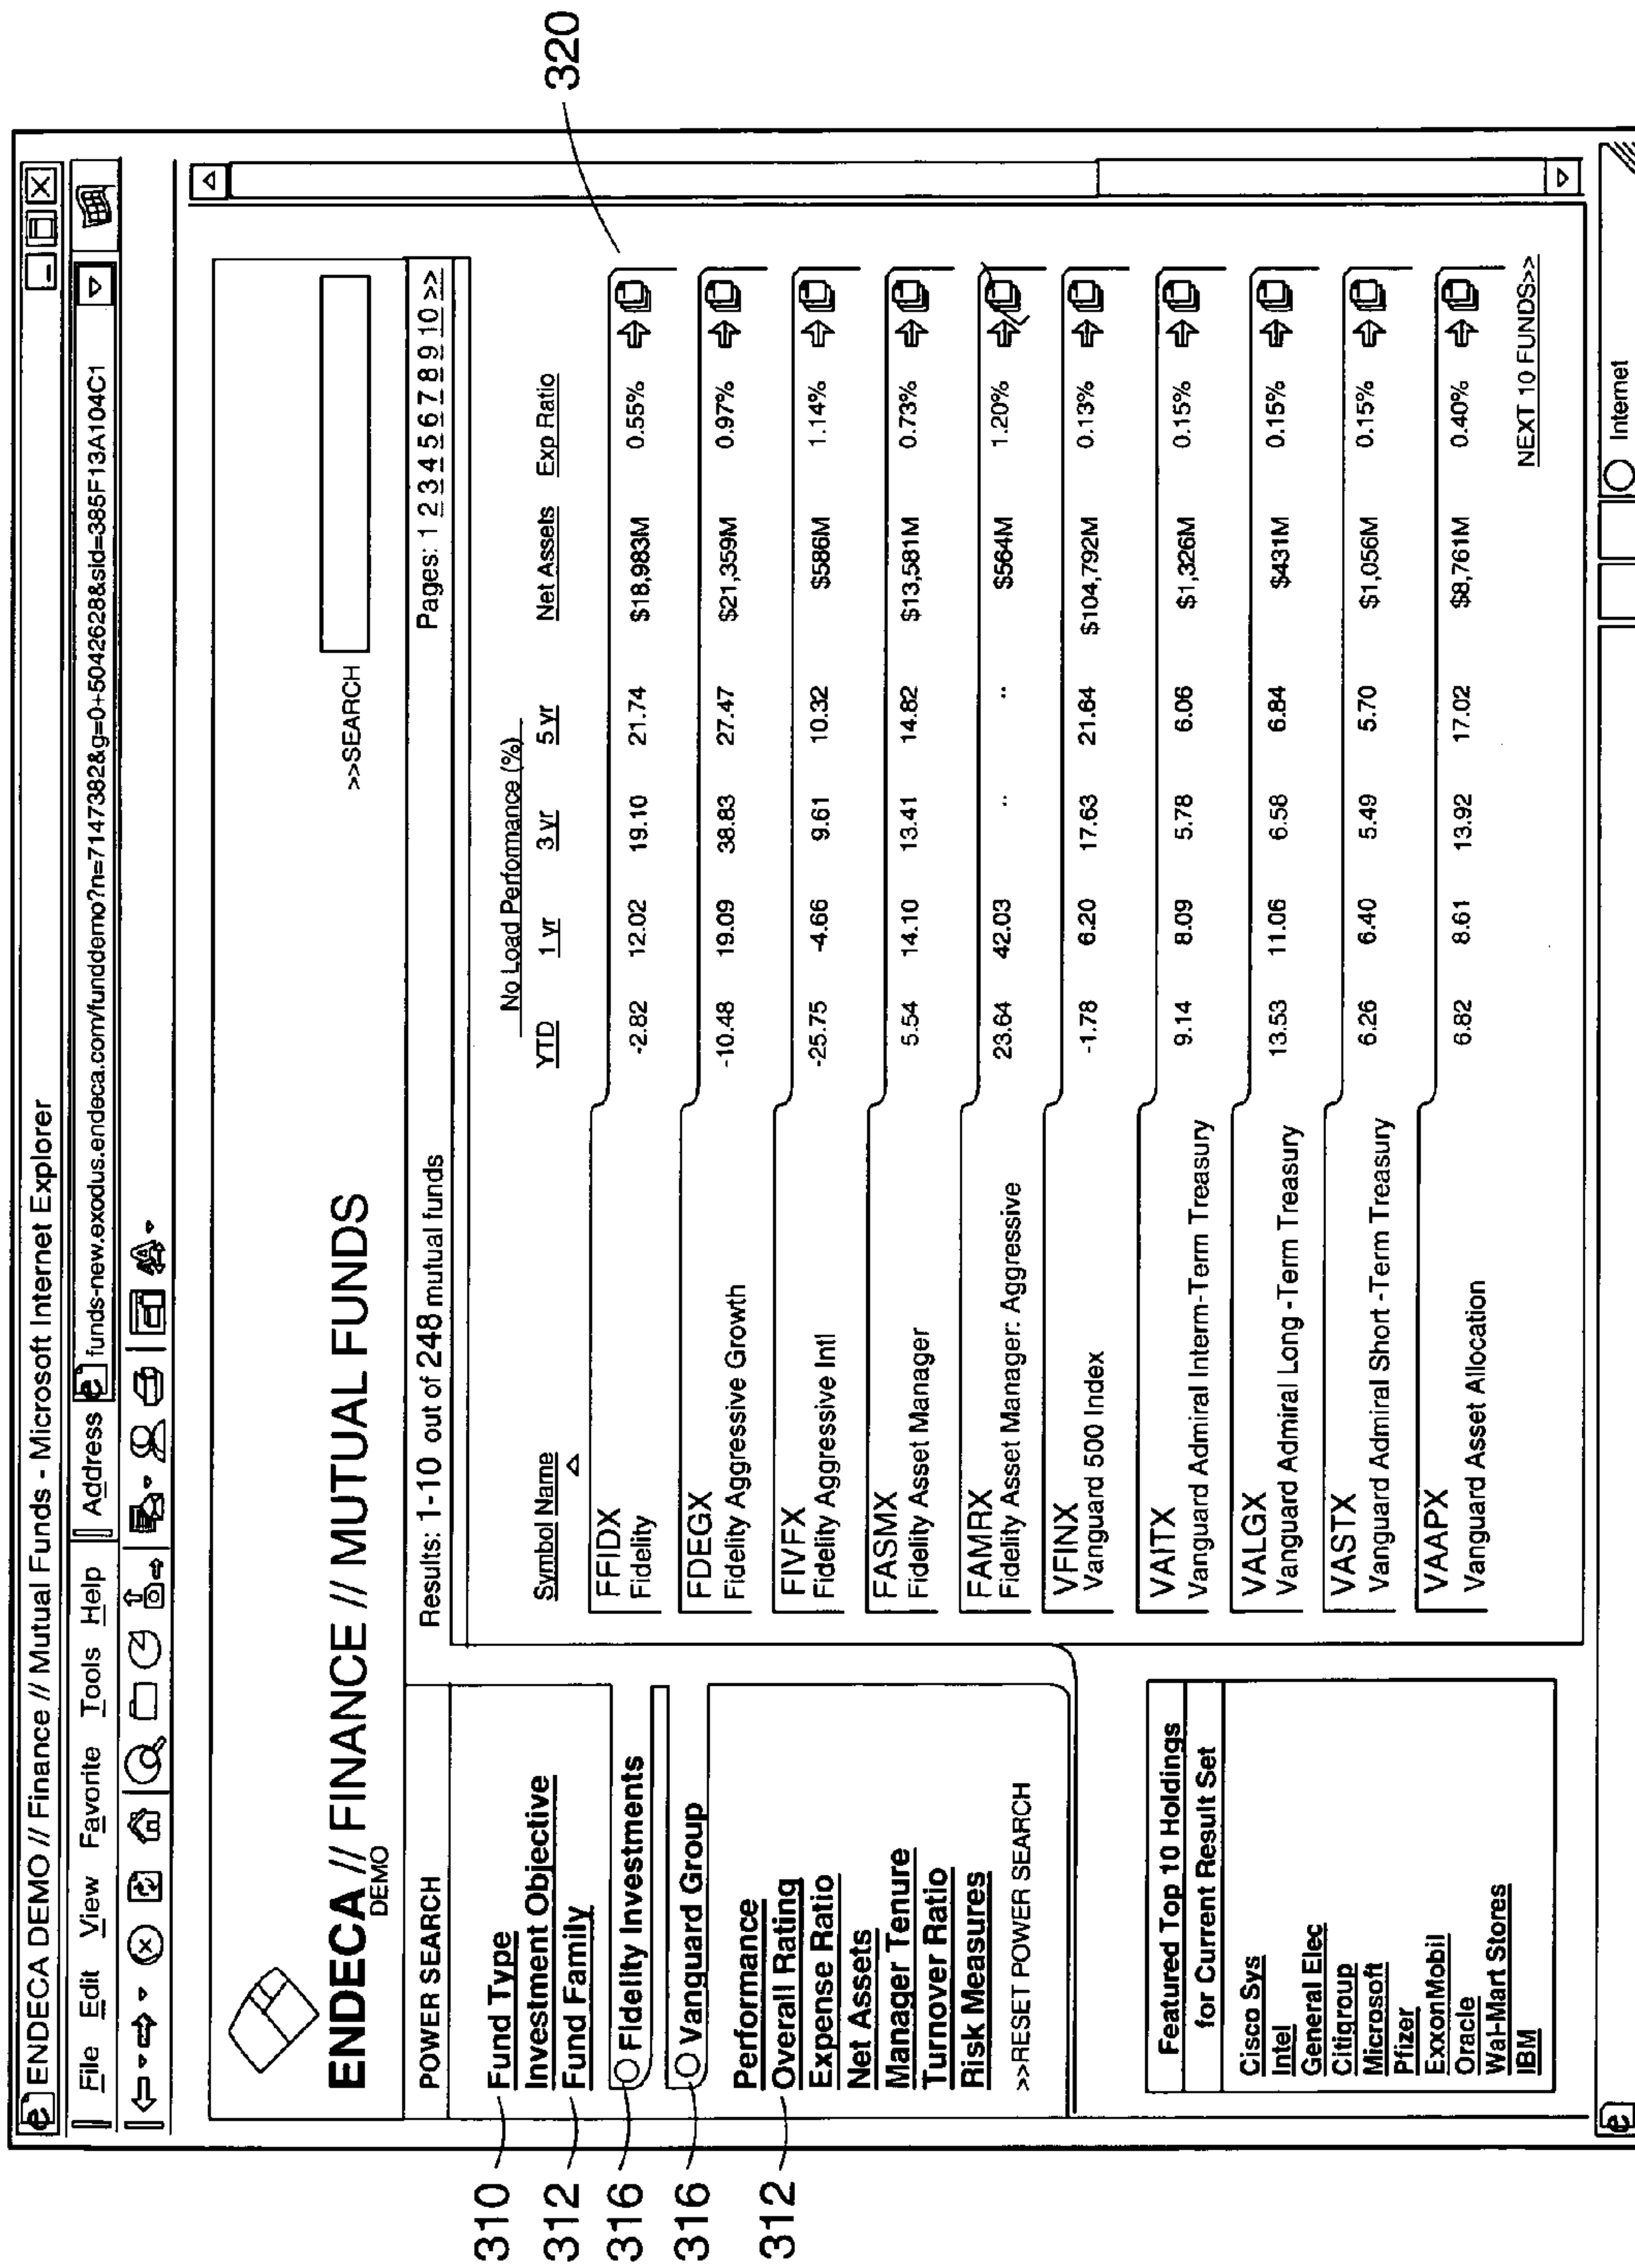 ENDECA DEMO // Finance // Mutual Funds - Microsoft Internet Explorer
File Edit View Favorite Tools Help Address funds-new.exodus.endeca.com/funddemo?n=7147382&g=0+5042628&sid=385F13A104C1
ENDECA // FINANCE // MUTUAL FUNDS
DEMO
>>SEARCH
POWER SEARCH
Results: 1-10 out of 248 mutual funds Pages: 1 2 3 4 5 6 7 8 9 10 >>
310 Fund Type
Investment Objective
312 Fund Family
316 Fidelity Investments
316 Vanguard Group
Performance
312 Overall Rating
Expense Ratio
Net Assets
Manager Tenure
Turnover Ratio
Risk Measures
>>RESET POWER SEARCH
Featured Top 10 Holdings
for Current Result Set
Cisco Sys
Intel
General Elec
Citigroup
Microsoft
Pfizer
ExxonMobil
Oracle
Wal-Mart Stores
IBM
No Load Performance (%)
Symbol Name YTD 1 yr 3 yr 5 yr Net Assets Exp Ratio
320
FFIDX
Fidelity -2.82 12.02 19.10 21.74 $18,983M 0.55%
FDEGX
Fidelity Aggressive Growth -10.48 19.09 38.83 27.47 $21,359M 0.97%
FIVFX
Fidelity Aggressive Intl -25.75 -4.66 9.61 10.32 $586M 1.14%
FASMX
Fidelity Asset Manager 5.54 14.10 13.41 14.82 $13,581M 0.73%
FAMRX
Fidelity Asset Manager: Aggressive 23.64 42.03 .. .. $564M 1.20%
VFINX
Vanguard 500 Index -1.78 6.20 17.63 21.64 $104,792M 0.13%
VAITX
Vanguard Admiral Interm-Term Treasury 9.14 8.09 5.78 6.06 $1,326M 0.15%
VALGX
Vanguard Admiral Long -Term Treasury 13.53 11.06 6.58 6.84 $431M 0.15%
VASTX
Vanguard Admiral Short -Term Treasury 6.26 6.40 5.49 5.70 $1,056M 0.15%
VAAPX
Vanguard Asset Allocation 6.82 8.61 13.92 17.02 $8,761M 0.40%
NEXT 10 FUNDS>>
Internet